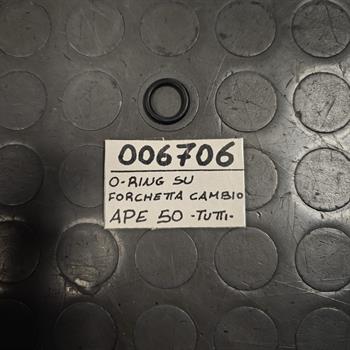 006706
O-RING SU
FORCHETTA CAMBIO
APE 50 -TUTTI-